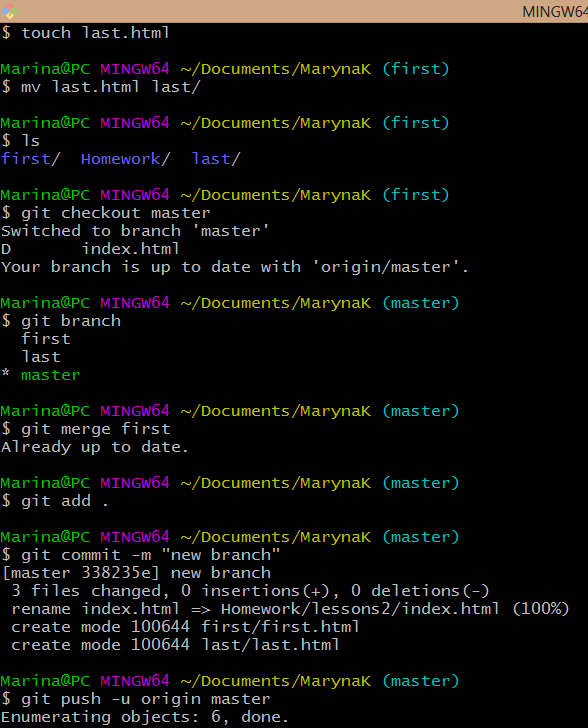 MINGW64
$ touch last.html
Marina@PC MINGW64 ~/Documents/MarynaK (first)
$ mv last.html last/
Marina@PC MINGW64 ~/Documents/MarynaK (first)
$ ls
first/  Homework/  last/
Marina@PC MINGW64 ~/Documents/MarynaK (first)
$ git checkout master
Switched to branch 'master'
D       index.html
Your branch is up to date with 'origin/master'.
Marina@PC MINGW64 ~/Documents/MarynaK (master)
$ git branch
  first
  last
* master
Marina@PC MINGW64 ~/Documents/MarynaK (master)
$ git merge first
Already up to date.
Marina@PC MINGW64 ~/Documents/MarynaK (master)
$ git add .
Marina@PC MINGW64 ~/Documents/MarynaK (master)
$ git commit -m "new branch"
[master 338235e] new branch
 3 files changed, 0 insertions(+), 0 deletions(-)
 rename index.html => Homework/lessons2/index.html (100%)
 create mode 100644 first/first.html
 create mode 100644 last/last.html
Marina@PC MINGW64 ~/Documents/MarynaK (master)
$ git push -u origin master
Enumerating objects: 6, done.